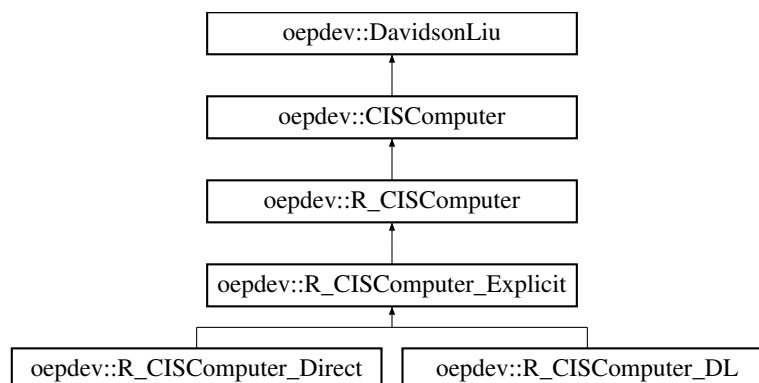 oepdev::DavidsonLiu
oepdev::CISComputer
oepdev::R_CISComputer
oepdev::R_CISComputer_Explicit
oepdev::R_CISComputer_Direct
oepdev::R_CISComputer_DL